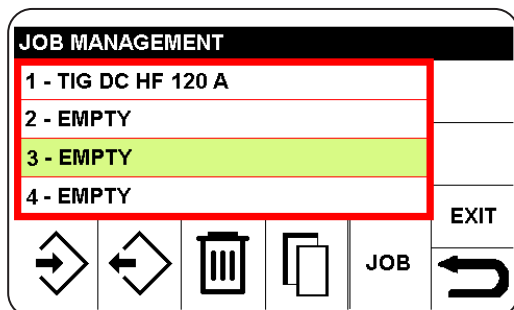 JOB MANAGEMENT
1 - TIG DC HF 120 A
2 - EMPTY
3 - EMPTY
4 - EMPTY
EXIT
JOB